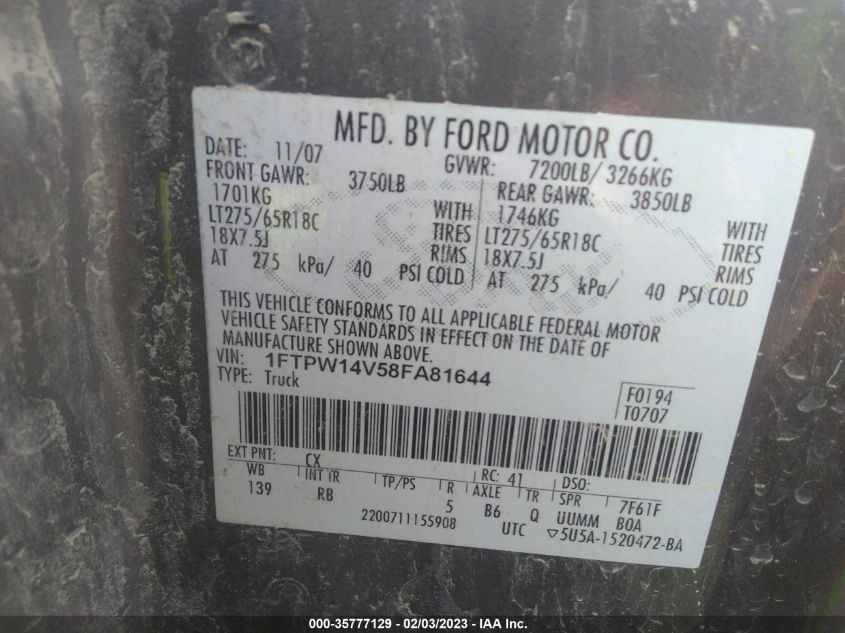 MFD. BY FORD MOTOR CO.
DATE: 11/07 GVWR: 7200LB/ 3266KG
FRONT GAWR: 3750LB REAR GAWR: 3850LB
1701KG WITH 1746KG WITH
LT275/65R18C TIRES LT275/65R18C TIRES
18X7.5J RIMS 18X7.5J RIMS
AT 275 kPa/ 40 PSI COLD AT 275 kPa/ 40 PSI COLD
THIS VEHICLE CONFORMS TO ALL APPLICABLE FEDERAL MOTOR
VEHICLE SAFETY STANDARDS IN EFFECT ON THE DATE OF
MANUFACTURE SHOWN ABOVE.
VIN: 1FTPW14V58FA81644
TYPE: Truck
F0194
T0707
EXT PNT: CX RC: 41 DSO:
WB INT TR TP/PS R AXLE TR SPR 7F61F
139 RB 5 B6 Q UUMM BOA
2200711155908 UTC ▽5U5A-1520472-BA
000-35777129 - 02/03/2023 - IAA Inc.